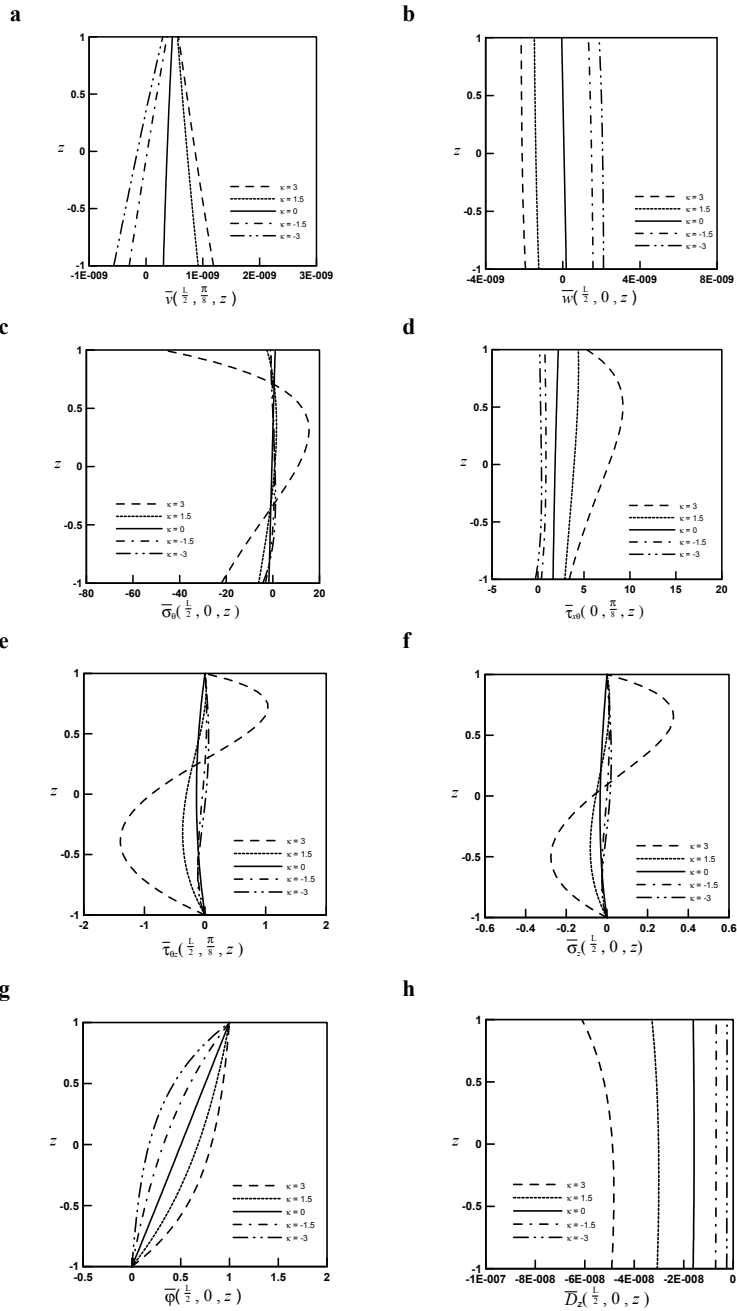 a
1
0.5
z
0
-0.5
-1
-1E-009 0 1E-009 3E-009
κ = 3
κ = 1.5
κ = 0
κ = -1.5
κ = -3
v̅(L/2, π/8, z)
b
1
0.5
z
0
-0.5
-1
-4E-009 0 4E-009 8E-009
κ = 3
κ = 1.5
κ = 0
κ = -1.5
κ = -3
w̅(L/2, 0, z)
c
1
0.5
z
0
-0.5
-1
-80 -60 -40 -20 0 20
κ = 3
κ = 1.5
κ = 0
κ = -1.5
κ = -3
σ̅θ(L/2, 0, z)
d
1
0.5
z
0
-0.5
-1
-5 0 5 10 15 20
κ = 3
κ = 1.5
κ = 0
κ = -1.5
κ = -3
τ̅xθ(0, π/8, z)
e
1
0.5
z
0
-0.5
-1
-2 -1 0 1 2
κ = 3
κ = 1.5
κ = 0
κ = -1.5
κ = -3
τ̅θz(L/2, π/8, z)
f
1
0.5
z
0
-0.5
-1
-0.6 -0.4 -0.2 0 0.2 0.4 0.6
κ = 3
κ = 1.5
κ = 0
κ = -1.5
κ = -3
σ̅z(L/2, 0, z)
g
1
0.5
z
0
-0.5
-1
-0.5 0 0.5 1 1.5 2
κ = 3
κ = 1.5
κ = 0
κ = -1.5
κ = -3
φ̅(L/2, 0, z)
h
1
0.5
z
0
-0.5
-1
-1E-007 -8E-008 -6E-008 -4E-008 -2E-008 0
κ = 3
κ = 1.5
κ = 0
κ = -1.5
κ = -3
D̅z(L/2, 0, z)